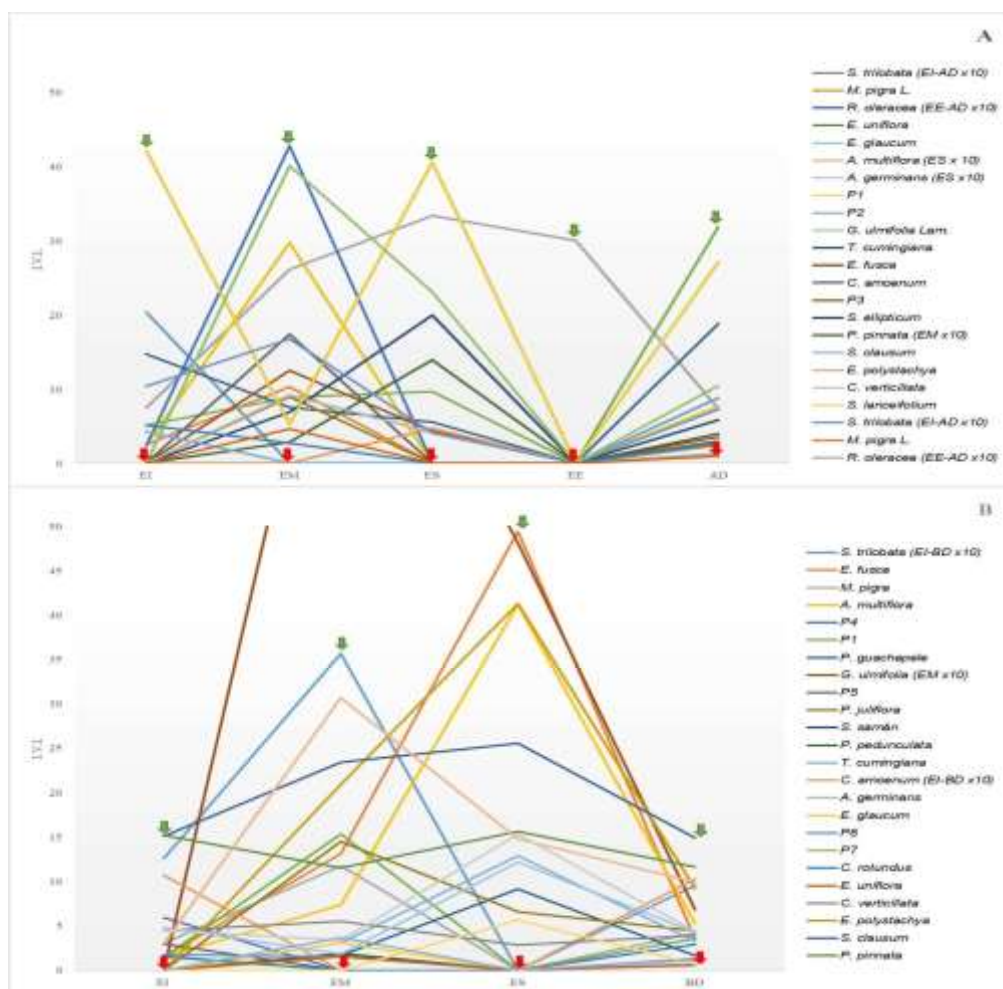 A
50
40
30
20
10
0
IVI
EI
EM
ES
EE
AD
S. trilobata (EI-AD x10)
M. pigra L.
R. oleracea (EE-AD x10)
E. uniflora
E. glaucum
A. multiflora (ES x 10)
A. germinans (ES x10)
P1
P2
G. ulmifolia Lam.
T. cumingiana
E. fusca
C. amoenum
P3
S. ellipticum
P. pinnata (EM x10)
S. clausum
E. polystachya
C. verticillata
S. lanceifolium
S. trilobata (EI-AD x10)
M. pigra L.
R. oleracea (EE-AD x10)
B
50
45
40
35
30
25
20
15
10
5
0
IVI
EI
EM
ES
BD
S. trilobata (EI-BD x10)
E. fusca
M. pigra
A. multiflora
P4
P1
P. guachapele
G. ulmifolia (EM x10)
P5
P. juliflora
S. samán
P. pedunculata
T. cumingiana
C. amoenum (EI-BD x10)
A. germinans
E. glaucum
P6
P7
C. rotundus
E. uniflora
C. verticillata
E. polystachya
S. clausum
P. pinnata